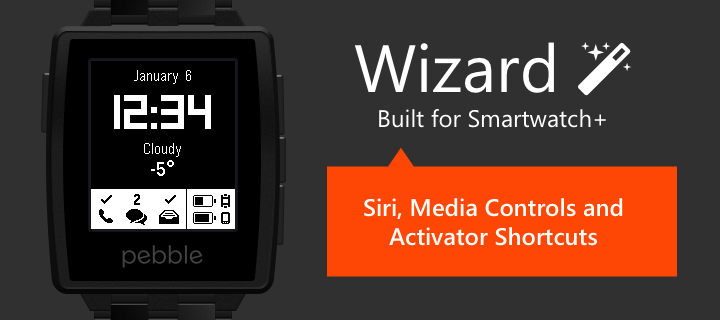 January 6
12:34
Cloudy
-5°
2
pebble
Wizard
Built for Smartwatch+
Siri, Media Controls and
Activator Shortcuts